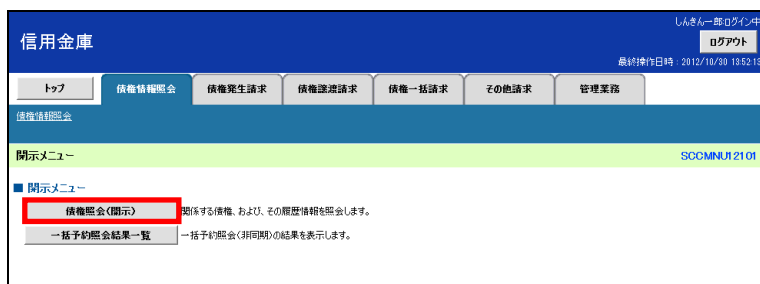 しんきん一郎ログイン中
信用金庫
ログアウト
最終操作日時：2012/10/30 13:52:13
トップ 債権情報照会 債権発生請求 債権譲渡請求 債権一括請求 その他請求 管理業務
債権情報照会
開示メニュー SCCMNU12101
■ 開示メニュー
債権照会(開示) 関係する債権、および、その履歴情報を照会します。
一括予約照会結果一覧 一括予約照会(非同期)の結果を表示します。